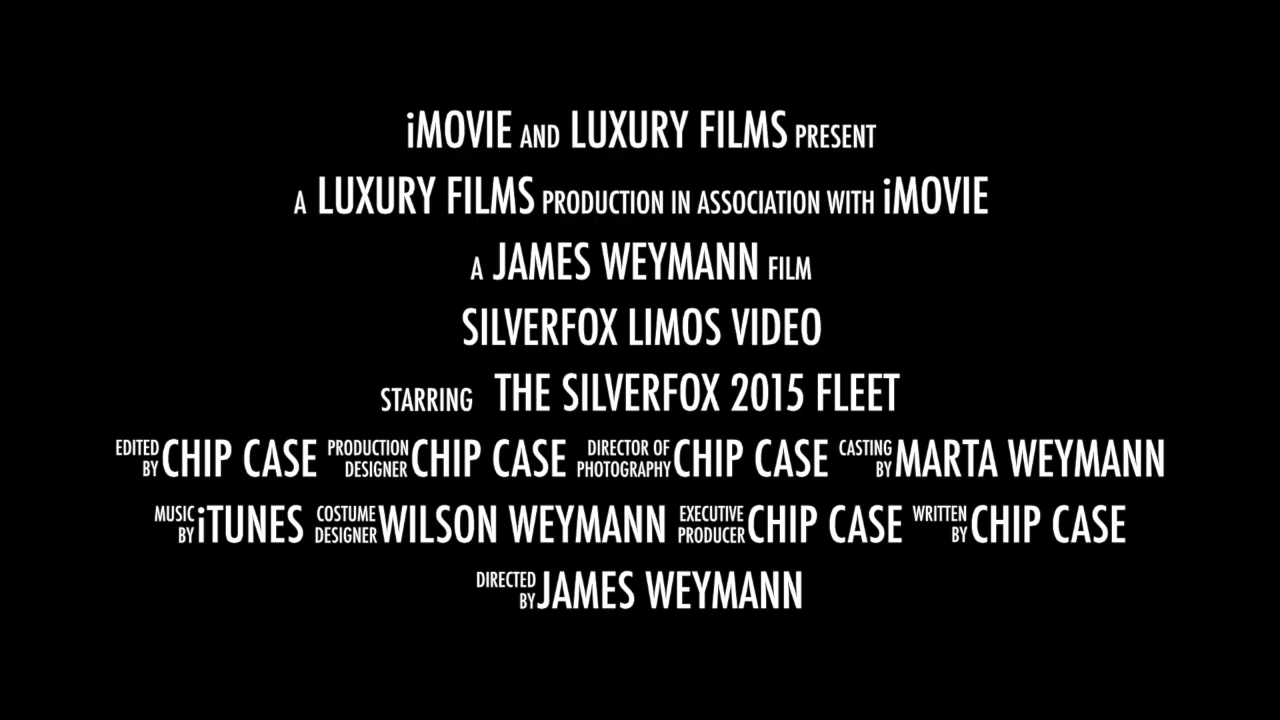 iMOVIE AND LUXURY FILMS PRESENT
A LUXURY FILMS PRODUCTION IN ASSOCIATION WITH iMOVIE
A JAMES WEYMANN FILM
SILVERFOX LIMOS VIDEO
STARRING THE SILVERFOX 2015 FLEET
EDITED BY CHIP CASE PRODUCTION DESIGNER CHIP CASE DIRECTOR OF PHOTOGRAPHY CHIP CASE CASTING BY MARTA WEYMANN
MUSIC BY iTUNES COSTUME DESIGNER WILSON WEYMANN EXECUTIVE PRODUCER CHIP CASE WRITTEN BY CHIP CASE
DIRECTED BY JAMES WEYMANN